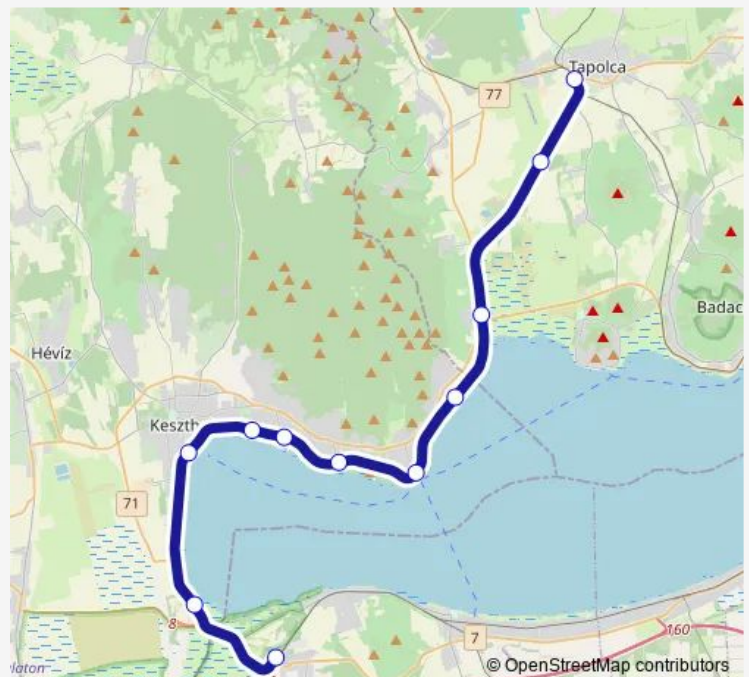 Tapolca
77
Badac
Hévíz
Keszth
71
8
7
160
laton
© OpenStreetMap contributors